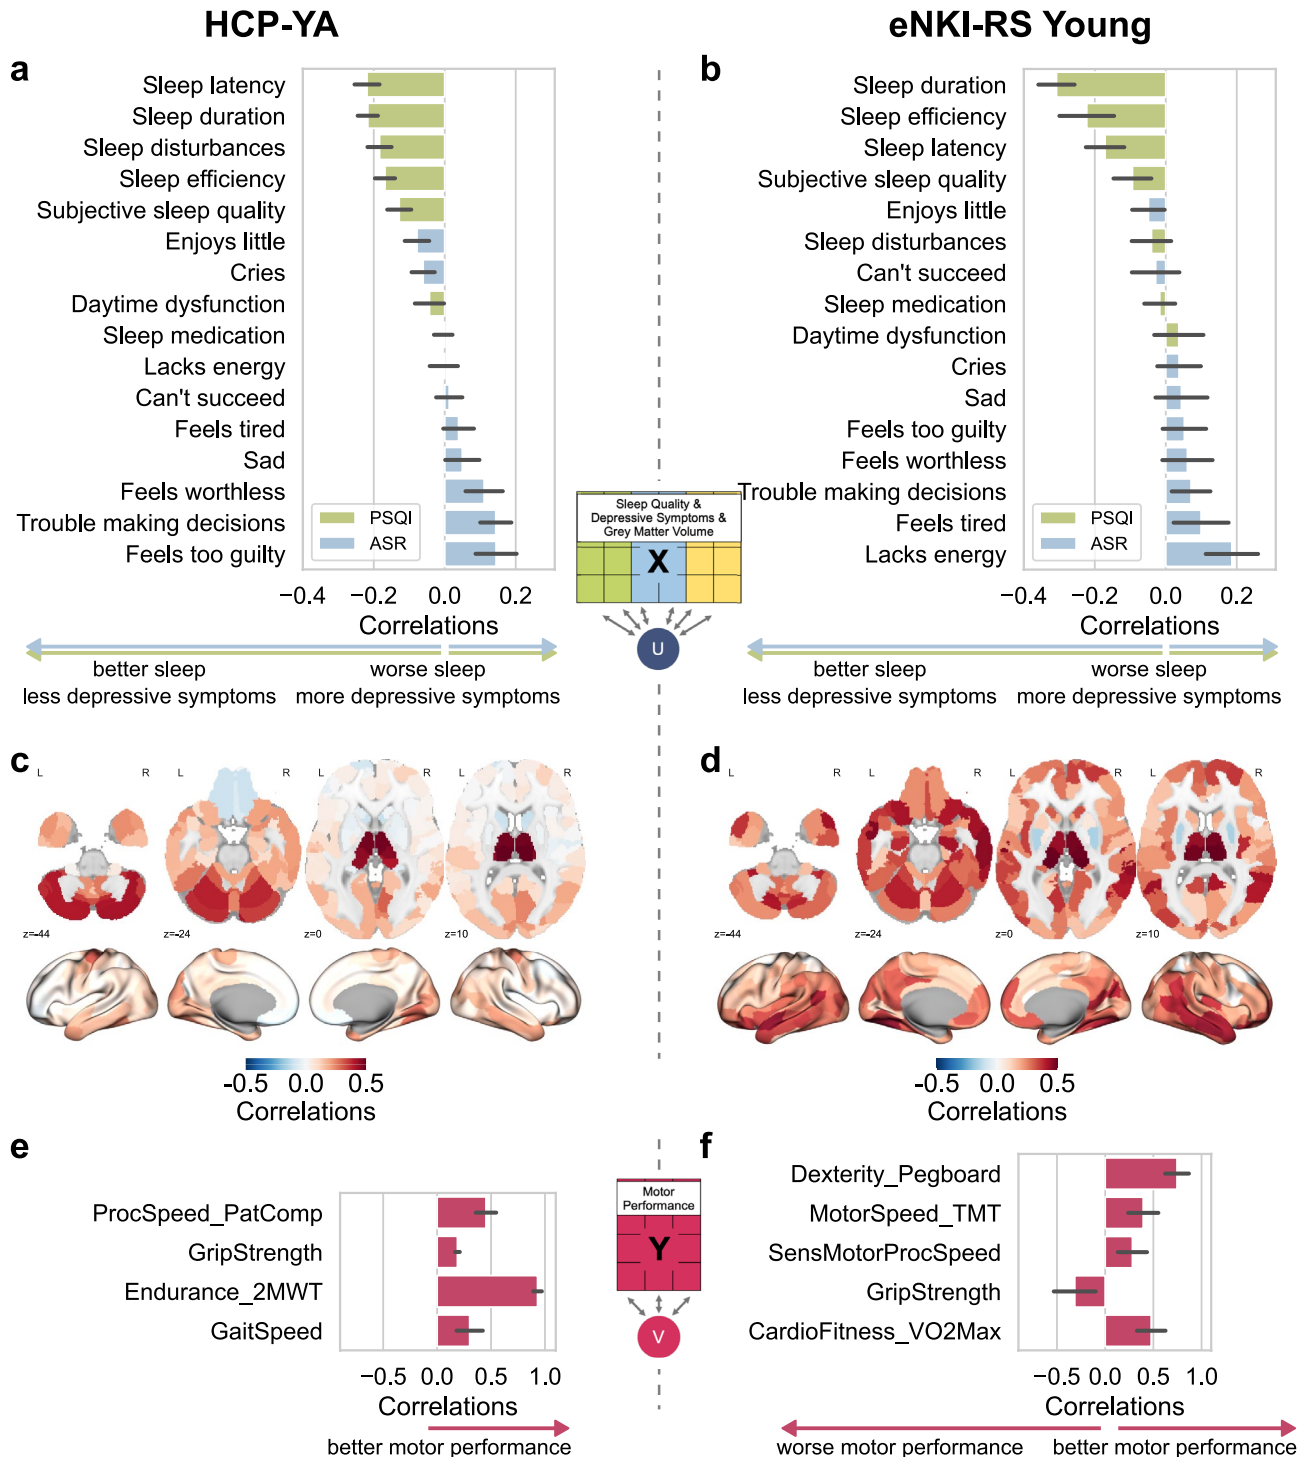 HCP-YA
eNKI-RS Young
a
Sleep latency
Sleep duration
Sleep disturbances
Sleep efficiency
Subjective sleep quality
Enjoys little
Cries
Daytime dysfunction
Sleep medication
Lacks energy
Can't succeed
Feels tired
Sad
Feels worthless
Trouble making decisions
Feels too guilty
PSQI
ASR
−0.4 −0.2 0.0 0.2
Correlations
better sleep
less depressive symptoms
worse sleep
more depressive symptoms
Sleep Quality &
Depressive Symptoms &
Grey Matter Volume
X
U
b
Sleep duration
Sleep efficiency
Sleep latency
Subjective sleep quality
Enjoys little
Sleep disturbances
Can't succeed
Sleep medication
Daytime dysfunction
Cries
Sad
Feels too guilty
Feels worthless
Trouble making decisions
Feels tired
Lacks energy
PSQI
ASR
−0.4 −0.2 0.0 0.2
Correlations
better sleep
less depressive symptoms
worse sleep
more depressive symptoms
c
L R L R L R
z=-44 z=-24 z=0 z=10
-0.5 0.0 0.5
Correlations
d
L R L R L R
z=-44 z=-24 z=0 z=10
-0.5 0.0 0.5
Correlations
e
ProcSpeed_PatComp
GripStrength
Endurance_2MWT
GaitSpeed
−0.5 0.0 0.5 1.0
Correlations
better motor performance
Motor
Performance
Y
V
f
Dexterity_Pegboard
MotorSpeed_TMT
SensMotorProcSpeed
GripStrength
CardioFitness_VO2Max
−0.5 0.0 0.5 1.0
Correlations
worse motor performance better motor performance